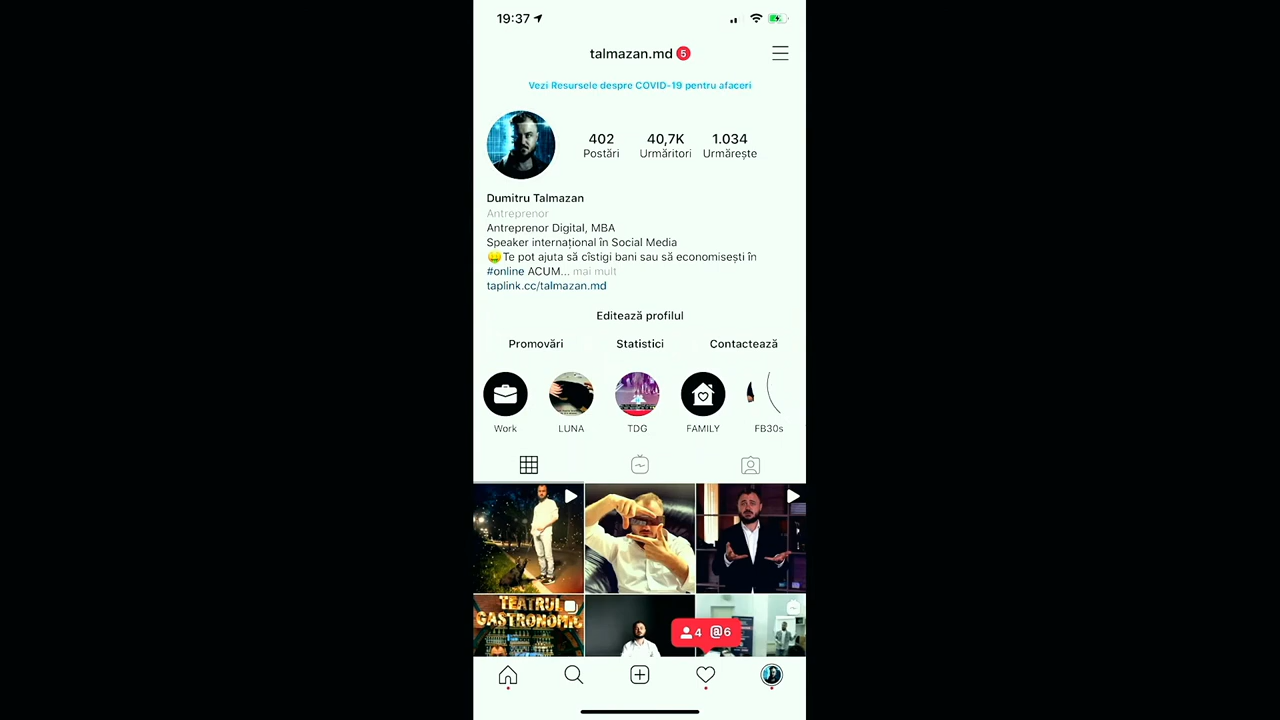 19:37
talmazan.md 5
Vezi Resursele despre COVID-19 pentru afaceri
402 40,7K 1.034
Postări Urmăritori Urmărește
Dumitru Talmazan
Antreprenor
Antreprenor Digital, MBA
Speaker internațional în Social Media
🤑Te pot ajuta să cîstigi bani sau să economisești în
#online ACUM... mai mult
taplink.cc/talmazan.md
Editează profilul
Promovări Statistici Contactează
Work LUNA TDG FAMILY FB30s
TEATRUL
GASTRONOMIC
4 @6